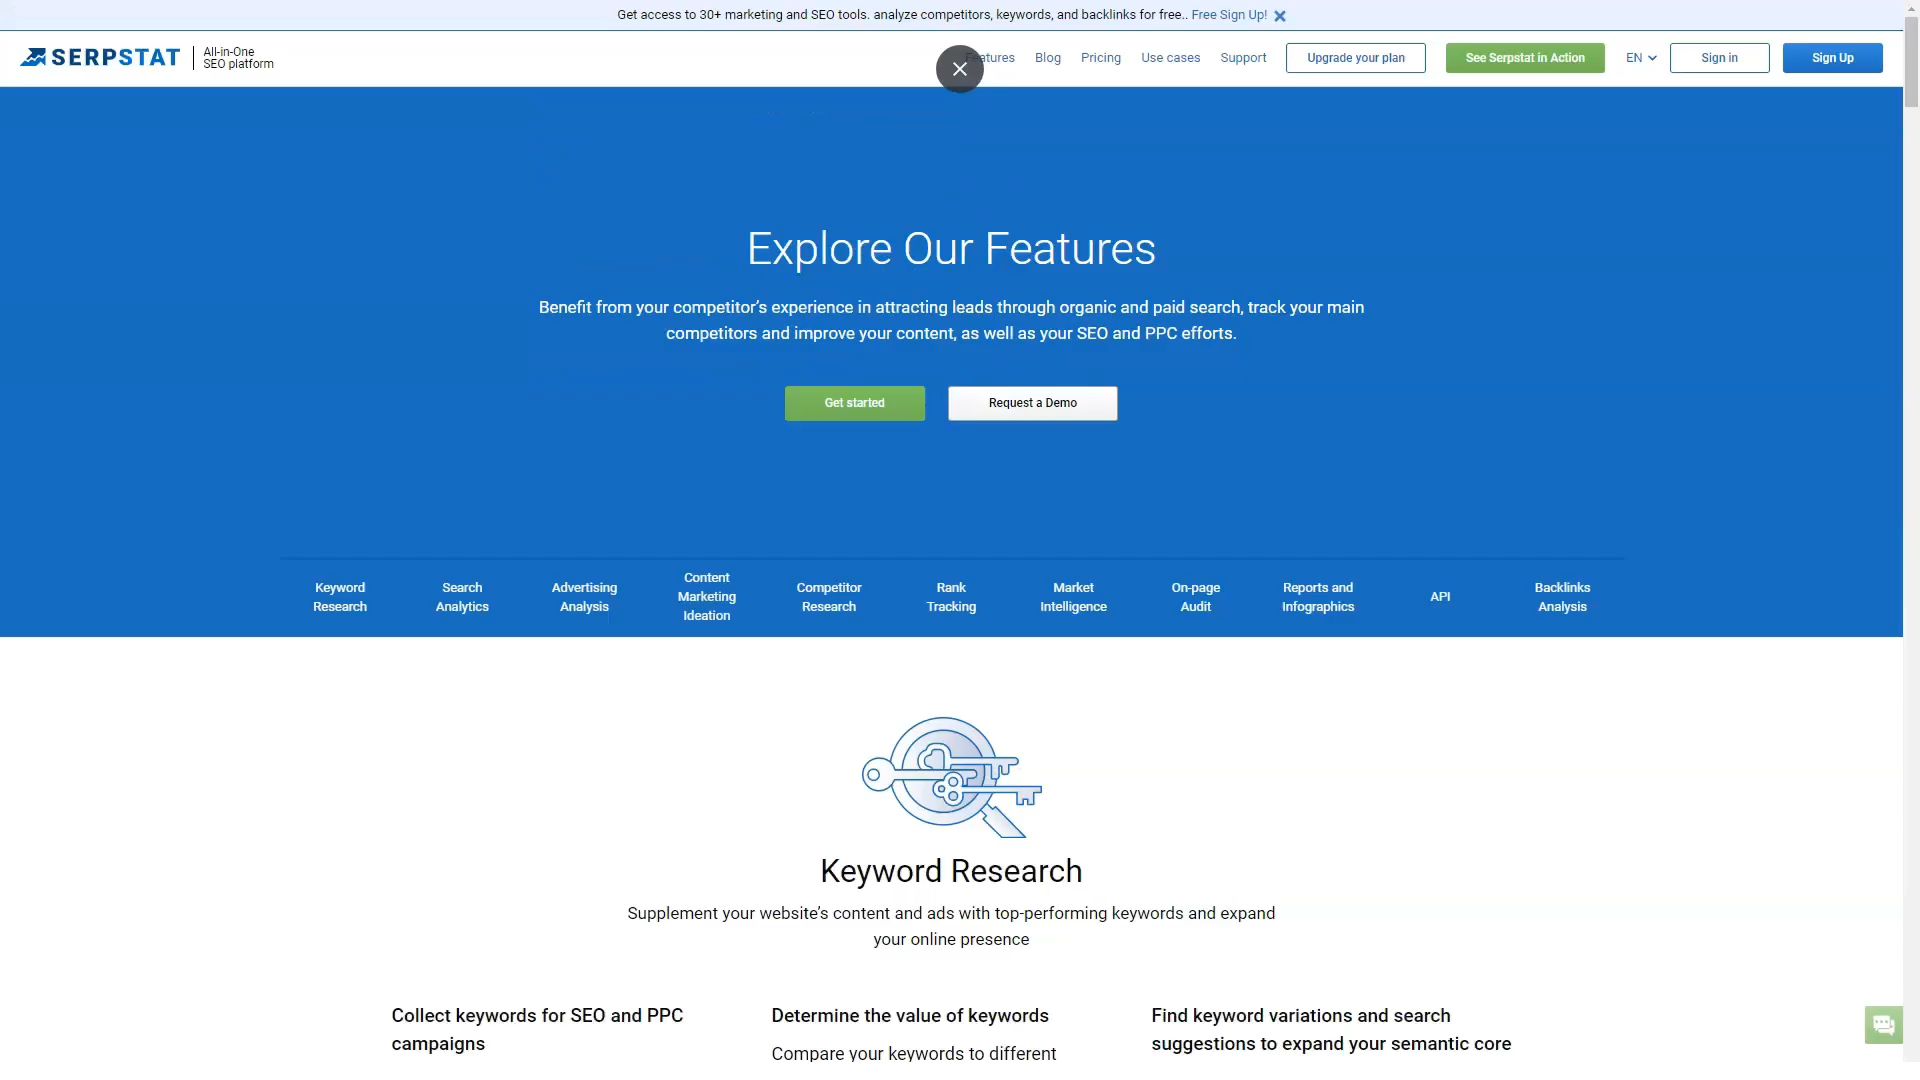 Get access to 30+ marketing and SEO tools. analyze competitors, keywords, and backlinks for free.. Free Sign Up!
SERPSTAT
All-in-One
SEO platform
Features Blog Pricing Use cases Support Upgrade your plan See Serpstat in Action EN Sign in Sign Up
Explore Our Features
Benefit from your competitor’s experience in attracting leads through organic and paid search, track your main
competitors and improve your content, as well as your SEO and PPC efforts.
Get started Request a Demo
Keyword
Research
Search
Analytics
Advertising
Analysis
Content
Marketing
Ideation
Competitor
Research
Rank
Tracking
Market
Intelligence
On-page
Audit
Reports and
Infographics
API
Backlinks
Analysis
Keyword Research
Supplement your website’s content and ads with top-performing keywords and expand
your online presence
Collect keywords for SEO and PPC
campaigns
Determine the value of keywords
Compare your keywords to different
Find keyword variations and search
suggestions to expand your semantic core